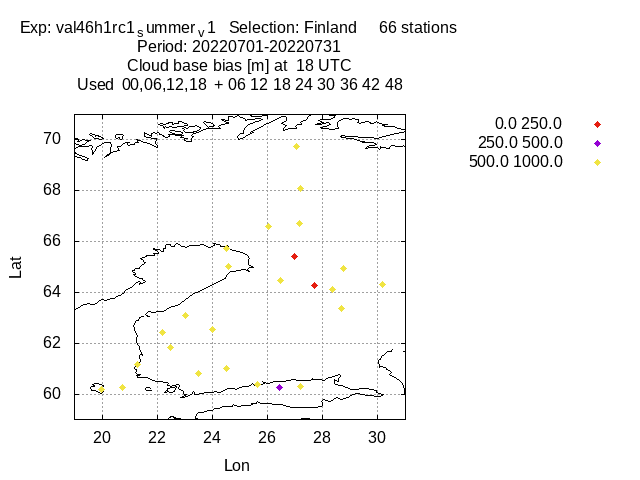 Exp: val46h1rc1summerv1 Selection: Finland 66 stations
Period: 20220701-20220731
Cloud base bias [m] at 18 UTC
Used 00,06,12,18 + 06 12 18 24 30 36 42 48
0.0 250.0
250.0 500.0
500.0 1000.0
70
68
66
64
62
60
Lat
20 22 24 26 28 30
Lon